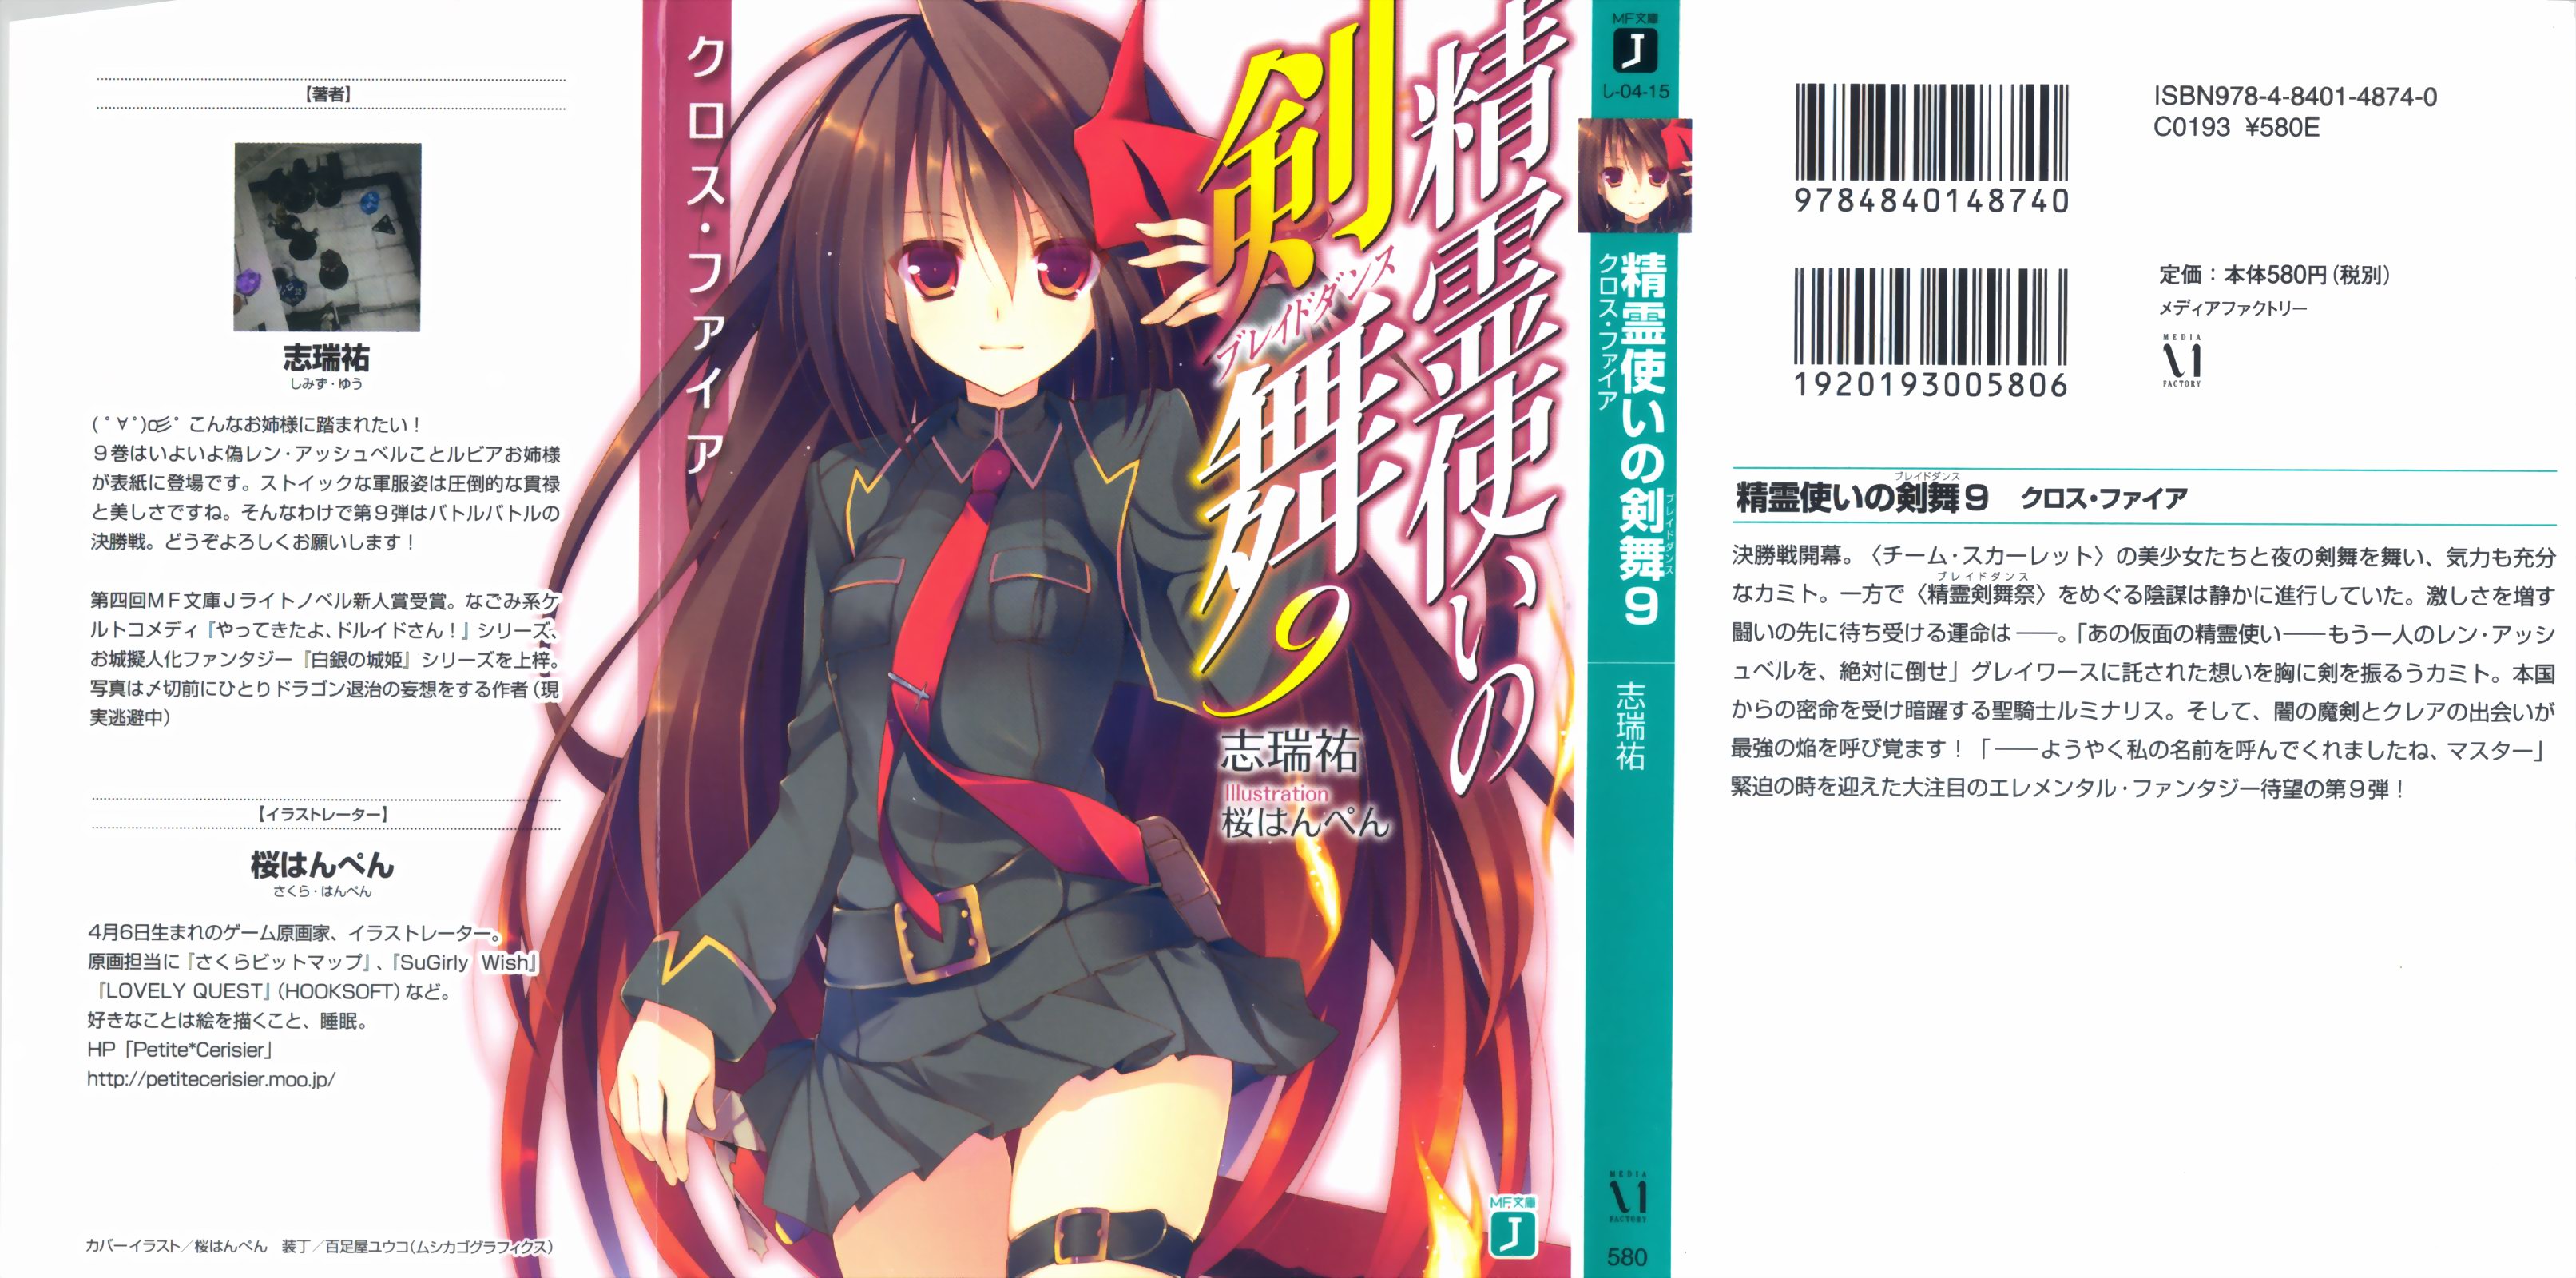 【著者】
志瑞祐
しみず・ゆう
(ﾟ∀ﾟ)o彡ﾟこんなお姉様に踏まれたい！
９巻はいよいよ偽レン・アッシュベルことルビアお姉様
が表紙に登場です。ストイックな軍服姿は圧倒的な貫禄
と美しさですね。そんなわけで第９弾はバトルバトルの
決勝戦。どうぞよろしくお願いします！
第四回ＭＦ文庫Ｊライトノベル新人賞受賞。なごみ系ケ
ルトコメディ『やってきたよ、ドルイドさん！』シリーズ、
お城擬人化ファンタジー『白銀の城姫』シリーズを上梓。
写真は〆切前にひとりドラゴン退治の妄想をする作者（現
実逃避中）
【イラストレーター】
桜はんぺん
さくら・はんぺん
4月6日生まれのゲーム原画家、イラストレーター。
原画担当に『さくらビットマップ』、『SuGirly Wish』
『LOVELY QUEST』（HOOKSOFT）など。
好きなことは絵を描くこと、睡眠。
HP「Petite*Cerisier」
http://petitecerisier.moo.jp/
カバーイラスト／桜はんぺん　装丁／百足屋ユウコ（ムシカゴグラフィクス）
クロス・ファイア
精霊使いの
剣舞
ブレイドダンス
9
志瑞祐
Illustration
桜はんぺん
MF文庫
J
MF文庫
J
し-04-15
精霊使いの剣舞9
ブレイドダンス
クロス・ファイア
志瑞祐
MEDIA
FACTORY
580
9784840148740
1920193005806
ISBN978-4-8401-4874-0
C0193 ¥580E
定価：本体580円（税別）
メディアファクトリー
MEDIA
FACTORY
ブレイドダンス
精霊使いの剣舞９　クロス・ファイア
決勝戦開幕。〈チーム・スカーレット〉の美少女たちと夜の剣舞を舞い、気力も充分
ブレイドダンス
なカミト。一方で〈精霊剣舞祭〉をめぐる陰謀は静かに進行していた。激しさを増す
闘いの先に待ち受ける運命は――。「あの仮面の精霊使い――もう一人のレン・アッシ
ュベルを、絶対に倒せ」グレイワースに託された想いを胸に剣を振るうカミト。本国
からの密命を受け暗躍する聖騎士ルミナリス。そして、闇の魔剣とクレアの出会いが
最強の焔を呼び覚ます！「――ようやく私の名前を呼んでくれましたね、マスター」
緊迫の時を迎えた大注目のエレメンタル・ファンタジー待望の第９弾！